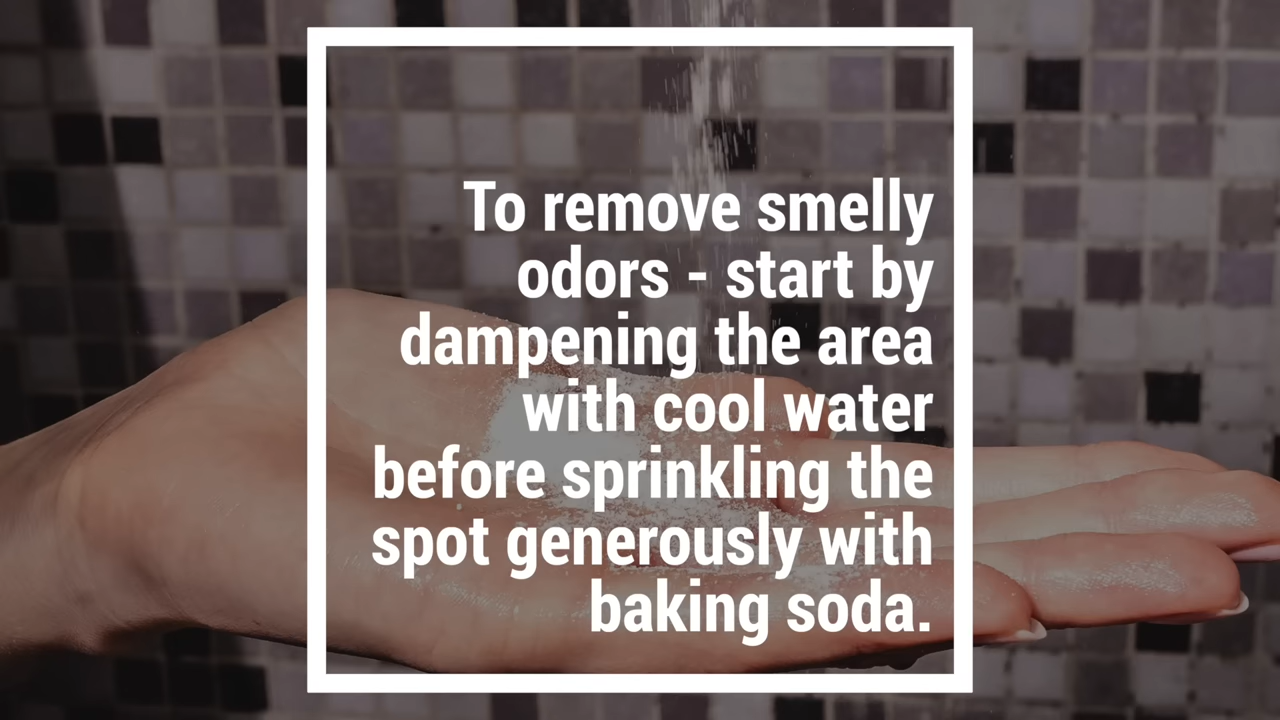 To remove smelly
odors - start by
dampening the area
with cool water
before sprinkling the
spot generously with
baking soda.